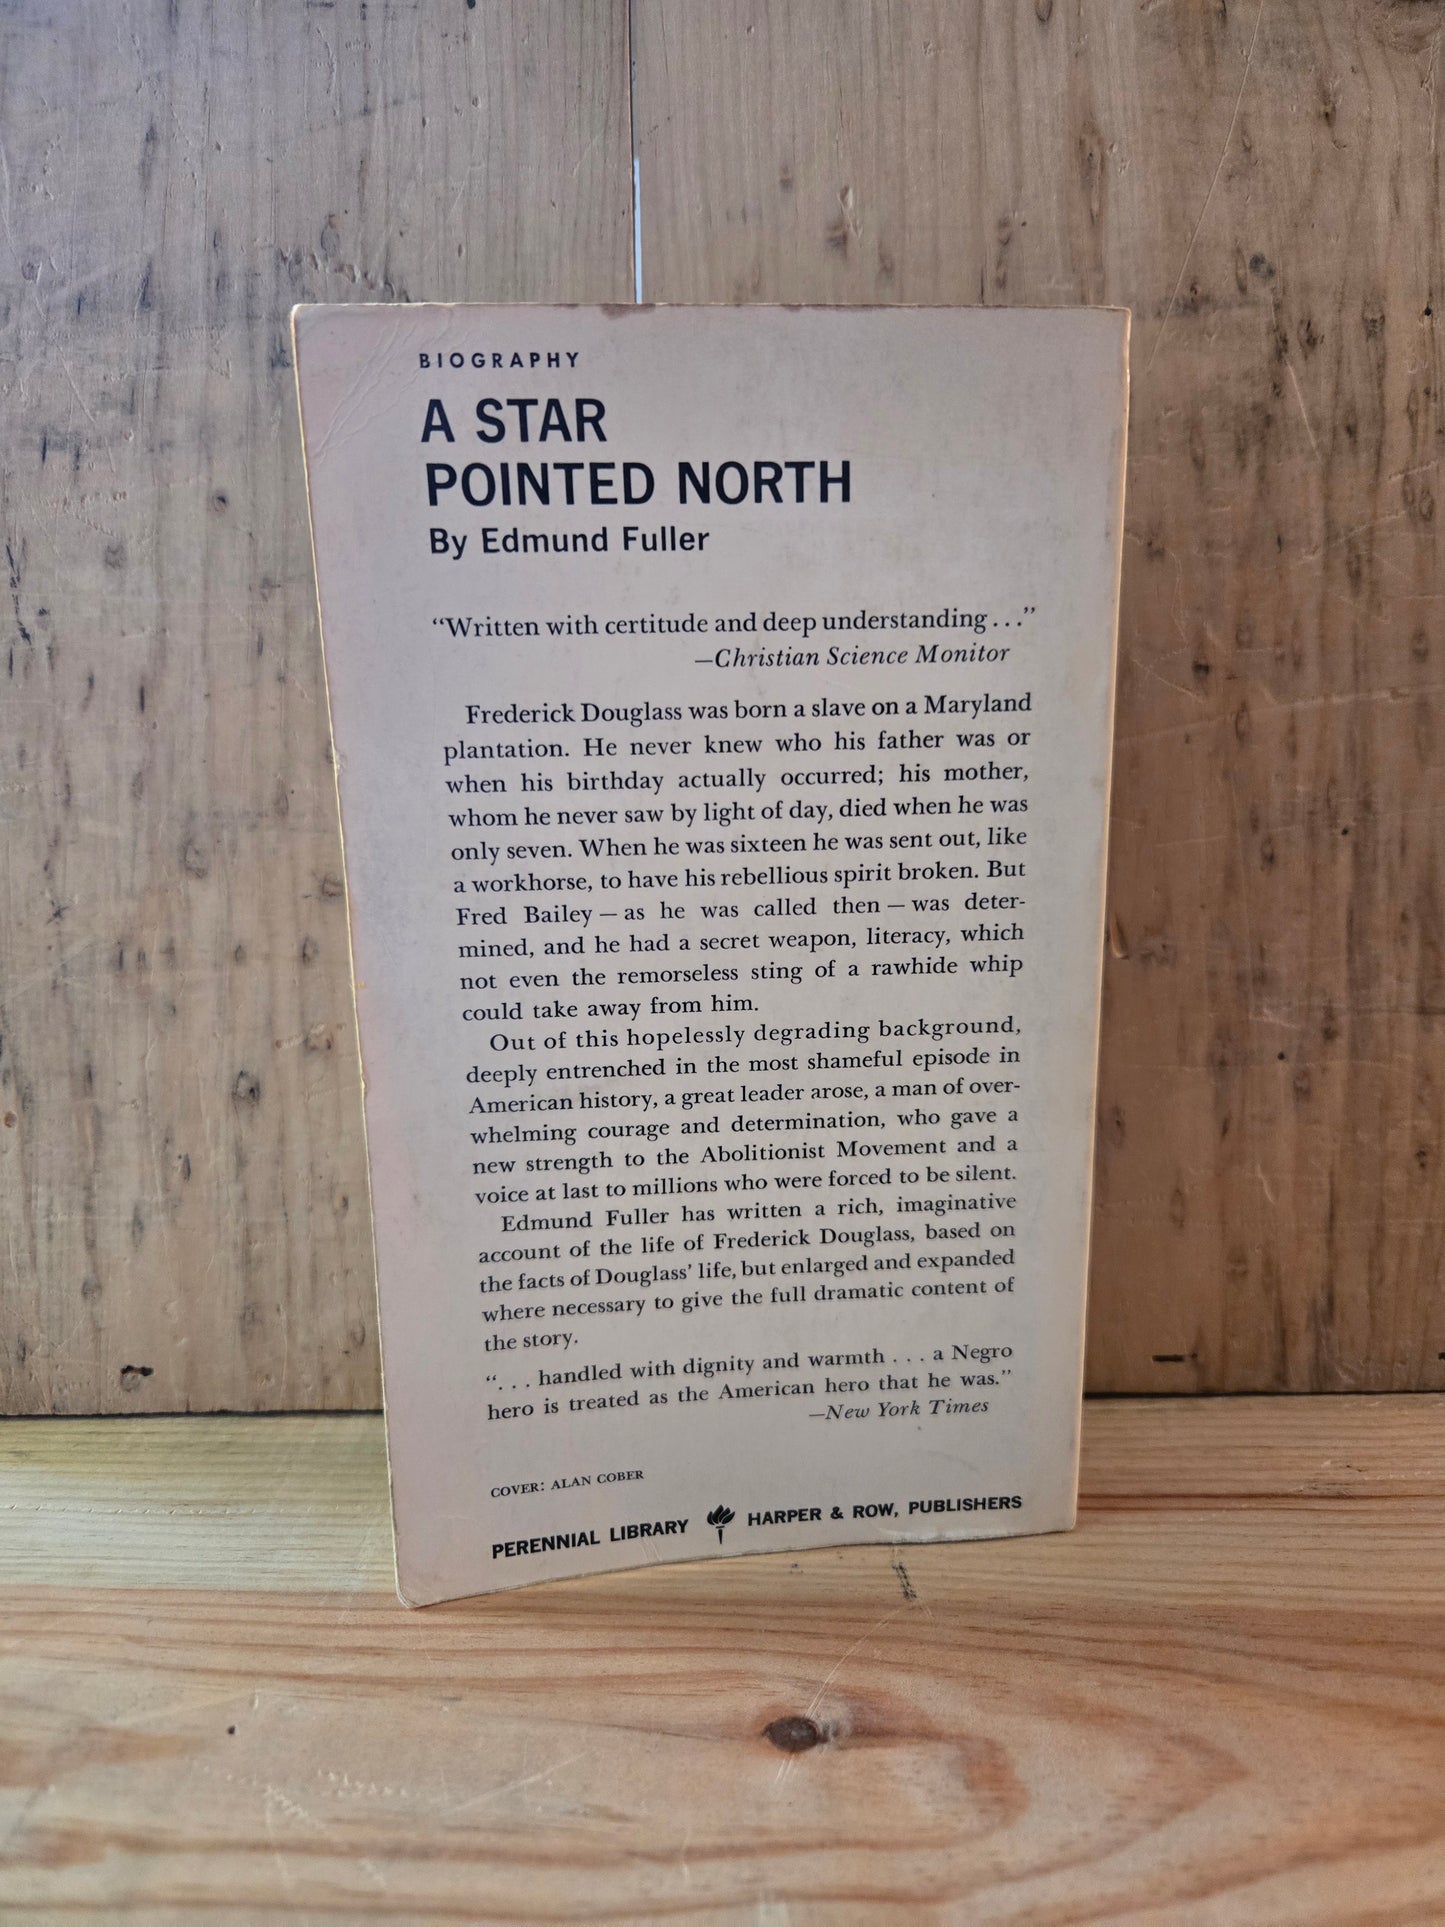 BIOGRAPHY
A STAR
POINTED NORTH
By Edmund Fuller
“Written with certitude and deep understanding . . .”
—Christian Science Monitor
Frederick Douglass was born a slave on a Maryland
plantation. He never knew who his father was or
when his birthday actually occurred; his mother,
whom he never saw by light of day, died when he was
only seven. When he was sixteen he was sent out, like
a workhorse, to have his rebellious spirit broken. But
Fred Bailey — as he was called then — was deter-
mined, and he had a secret weapon, literacy, which
not even the remorseless sting of a rawhide whip
could take away from him.
Out of this hopelessly degrading background,
deeply entrenched in the most shameful episode in
American history, a great leader arose, a man of over-
whelming courage and determination, who gave a
new strength to the Abolitionist Movement and a
voice at last to millions who were forced to be silent.
Edmund Fuller has written a rich, imaginative
account of the life of Frederick Douglass, based on
the facts of Douglass’ life, but enlarged and expanded
where necessary to give the full dramatic content of
the story.
“. . . handled with dignity and warmth . . . a Negro
hero is treated as the American hero that he was.”
—New York Times
COVER: ALAN COBER
PERENNIAL LIBRARY HARPER & ROW, PUBLISHERS